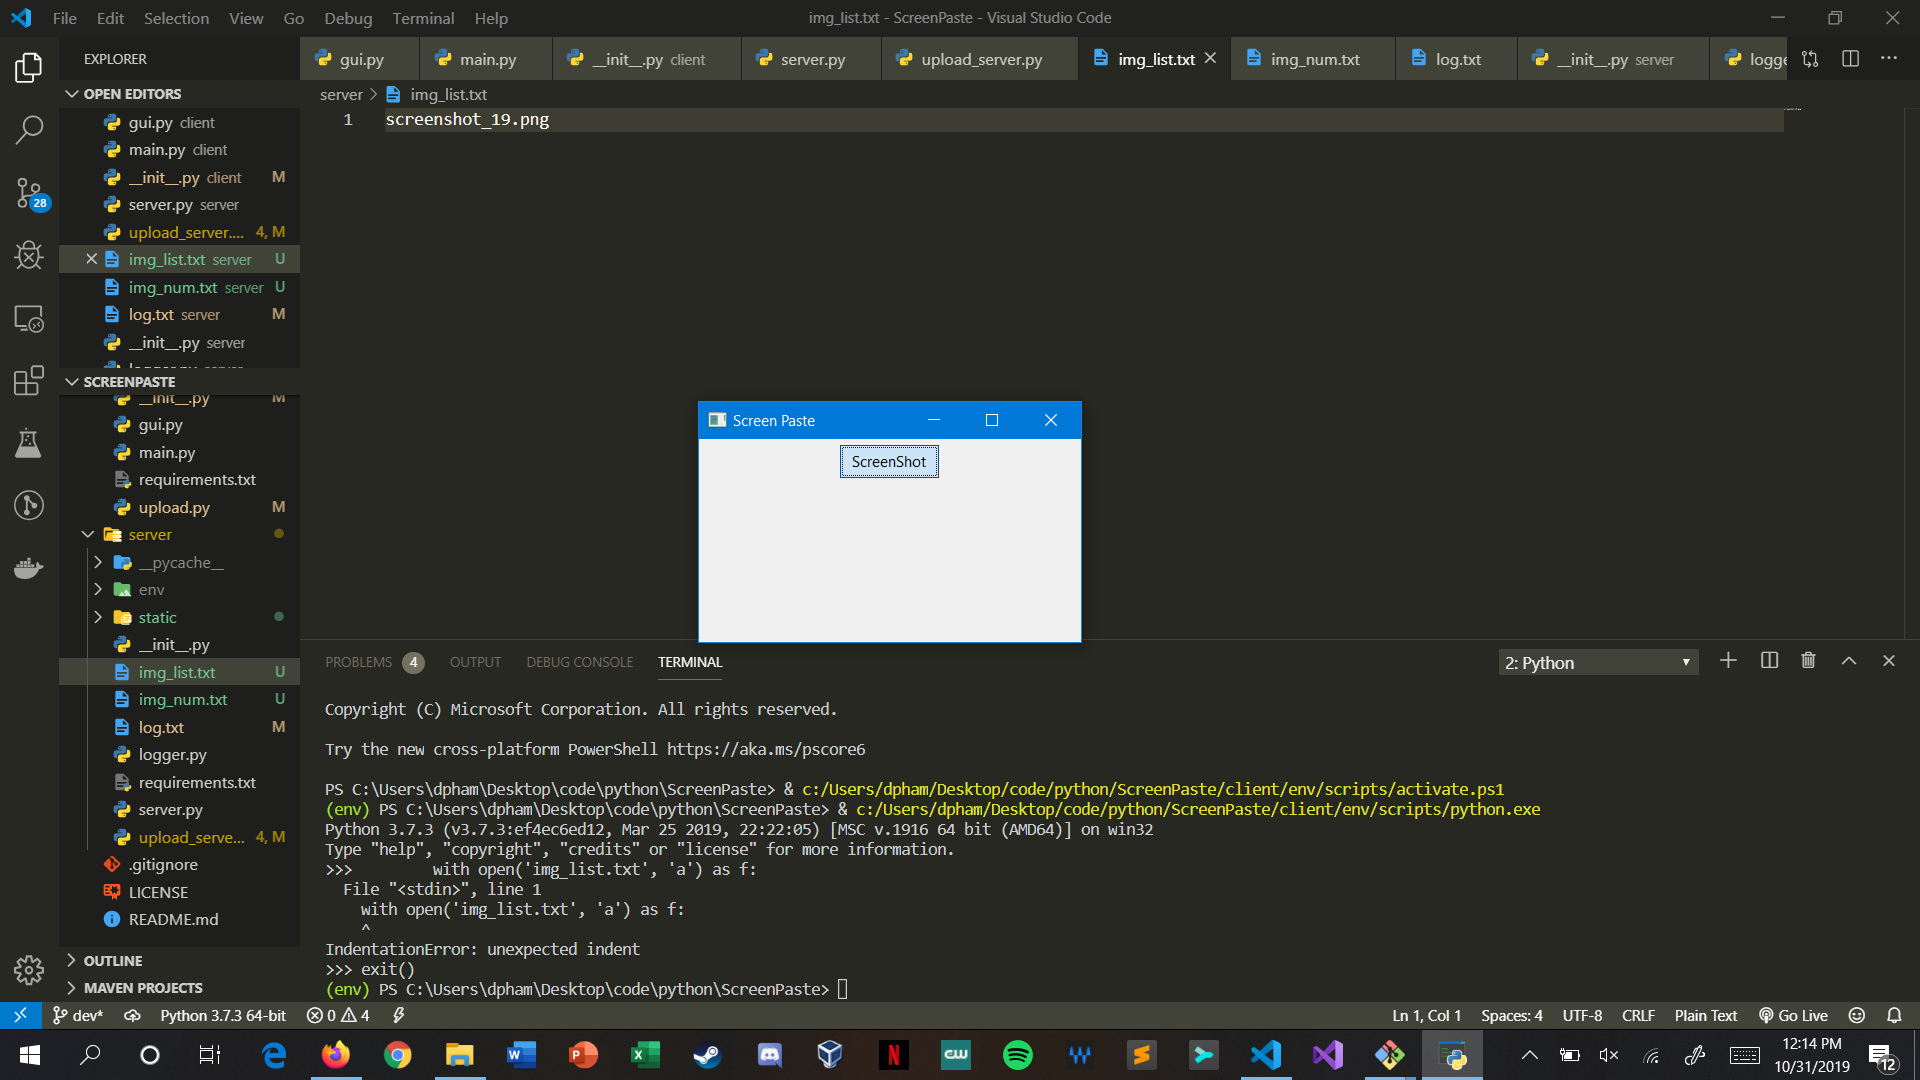 File Edit Selection View Go Debug Terminal Help
img_list.txt - ScreenPaste - Visual Studio Code
EXPLORER
gui.py
main.py
__init__.py client
server.py
upload_server.py
img_list.txt
img_num.txt
log.txt
__init__.py server
OPEN EDITORS
server > img_list.txt
gui.py client
main.py client
__init__.py client M
server.py server
upload_server.... 4, M
img_list.txt server U
img_num.txt server U
log.txt server M
__init__.py server
28
1 screenshot_19.png
SCREENPASTE
__init__.py M
gui.py
main.py
requirements.txt
upload.py M
server
__pycache__
env
static
__init__.py
img_list.txt U
img_num.txt U
log.txt M
logger.py
requirements.txt
server.py
upload_serve... 4, M
.gitignore
LICENSE
README.md
OUTLINE
MAVEN PROJECTS
Screen Paste
ScreenShot
PROBLEMS 4 OUTPUT DEBUG CONSOLE TERMINAL
2: Python
Copyright (C) Microsoft Corporation. All rights reserved.
Try the new cross-platform PowerShell https://aka.ms/pscore6
PS C:\Users\dpham\Desktop\code\python\ScreenPaste> & c:/Users/dpham/Desktop/code/python/ScreenPaste/client/env/scripts/activate.ps1
(env) PS C:\Users\dpham\Desktop\code\python\ScreenPaste> & c:/Users/dpham/Desktop/code/python/ScreenPaste/client/env/scripts/python.exe
Python 3.7.3 (v3.7.3:ef4ec6ed12, Mar 25 2019, 22:22:05) [MSC v.1916 64 bit (AMD64)] on win32
Type "help", "copyright", "credits" or "license" for more information.
>>>         with open('img_list.txt', 'a') as f:
  File "<stdin>", line 1
    with open('img_list.txt', 'a') as f:
    ^
IndentationError: unexpected indent
>>> exit()
(env) PS C:\Users\dpham\Desktop\code\python\ScreenPaste>
dev* Python 3.7.3 64-bit 0 4
Ln 1, Col 1 Spaces: 4 UTF-8 CRLF Plain Text Go Live
12:14 PM
10/31/2019
12